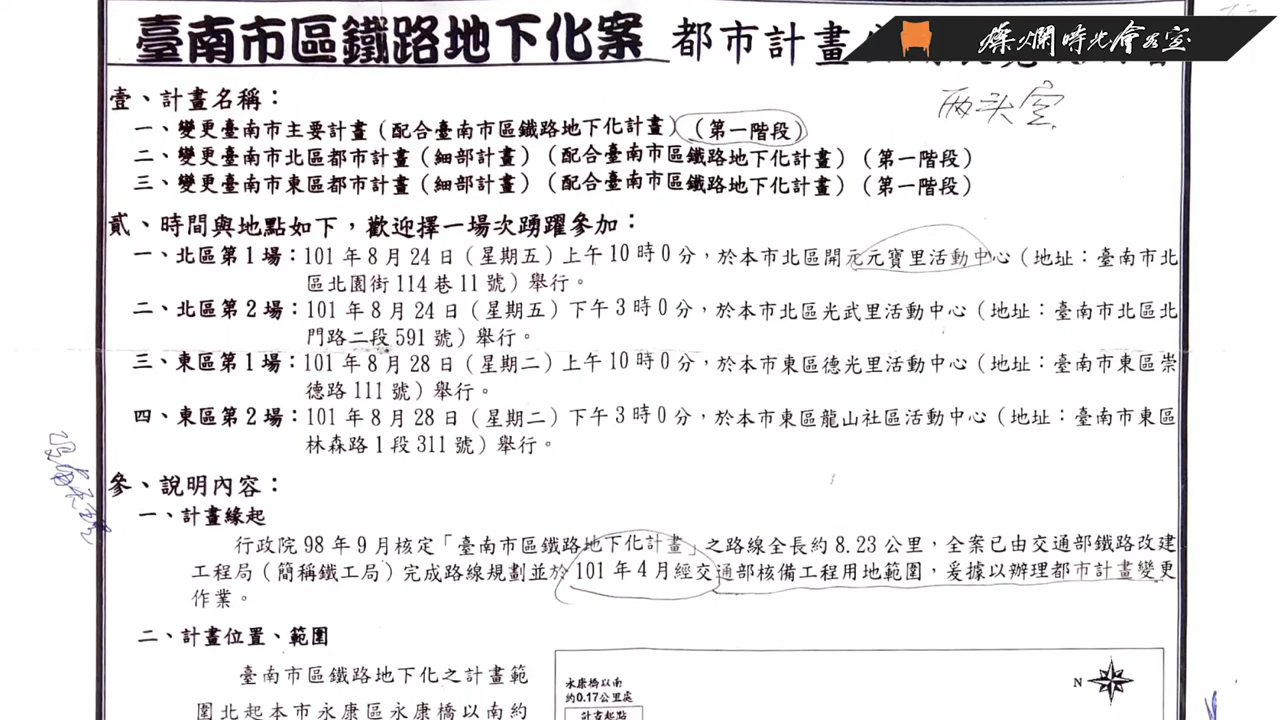 臺南市區鐵路地下化案 都市計畫
燦爛時光會客室
壹、計畫名稱：
一、變更臺南市主要計畫（配合臺南市區鐵路地下化計畫）（第一階段）
二、變更臺南市北區都市計畫（細部計畫）（配合臺南市區鐵路地下化計畫）（第一階段）
三、變更臺南市東區都市計畫（細部計畫）（配合臺南市區鐵路地下化計畫）（第一階段）
貳、時間與地點如下，歡迎擇一場次踴躍參加：
一、北區第1場：101年8月24日（星期五）上午10時0分，於本市北區開元元寶里活動中心（地址：臺南市北
區北園街114巷11號）舉行。
二、北區第2場：101年8月24日（星期五）下午3時0分，於本市北區光武里活動中心（地址：臺南市北區北
門路二段591號）舉行。
三、東區第1場：101年8月28日（星期二）上午10時0分，於本市東區德光里活動中心（地址：臺南市東區崇
德路111號）舉行。
四、東區第2場：101年8月28日（星期二）下午3時0分，於本市東區龍山社區活動中心（地址：臺南市東區
林森路1段311號）舉行。
參、說明內容：
一、計畫緣起
行政院98年9月核定「臺南市區鐵路地下化計畫」之路線全長約8.23公里，全案已由交通部鐵路改建
工程局（簡稱鐵工局）完成路線規劃並於101年4月經交通部核備工程用地範圍，爰據以辦理都市計畫變更
作業。
二、計畫位置、範圍
臺南市區鐵路地下化之計畫範
圍北起本市永康區永康橋以南約
永康橋以南
約0.17公里處
計畫起點
N